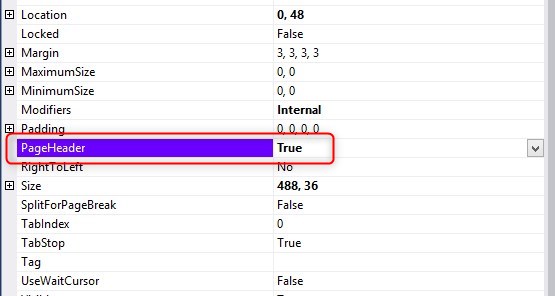 Location 0, 48
Locked False
Margin 3, 3, 3, 3
MaximumSize 0, 0
MinimumSize 0, 0
Modifiers Internal
Padding 0, 0, 0, 0
PageHeader True
RightToLeft No
Size 488, 36
SplitForPageBreak False
TabIndex 0
TabStop True
Tag
UseWaitCursor False